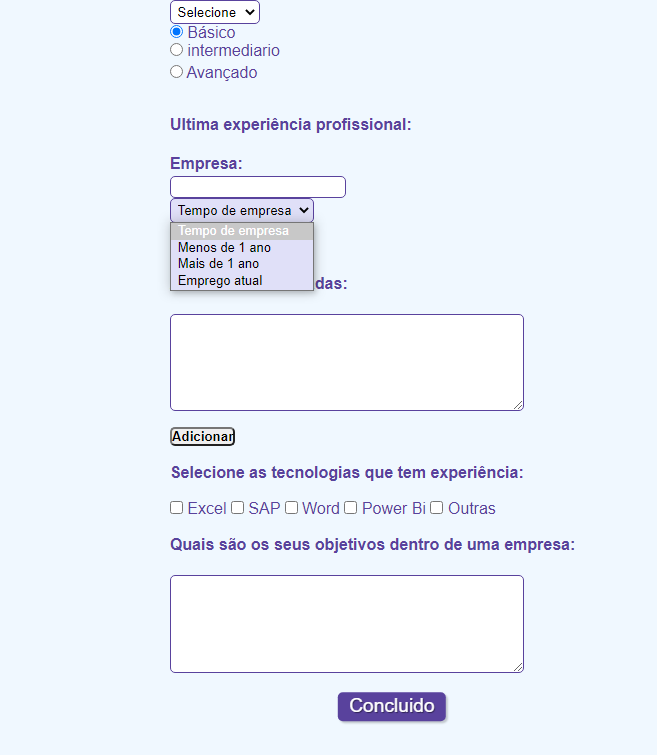 Selecione
Básico
intermediario
Avançado
Ultima experiência profissional:
Empresa:
Tempo de empresa
Tempo de empresa
Menos de 1 ano
Mais de 1 ano
Emprego atual
das:
Adicionar
Selecione as tecnologias que tem experiência:
Excel SAP Word Power Bi Outras
Quais são os seus objetivos dentro de uma empresa:
Concluido